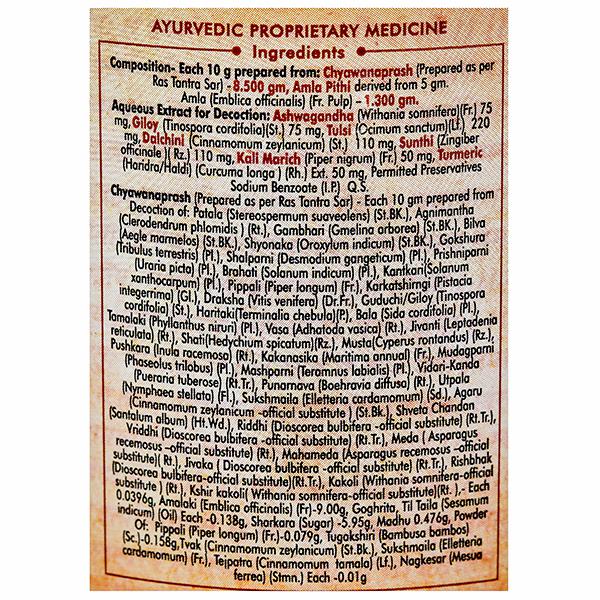 AYURVEDIC PROPRIETARY MEDICINE
Ingredients
Composition- Each 10 g prepared from: Chyawanaprash (Prepared as per
Ras Tantra Sar) - 8.500 gm, Amla Pithi derived from 5 gm.
Amla (Emblica officinalis) (Fr. Pulp) – 1.300 gm.
Aqueous Extract for Decoction: Ashwagandha (Withania somnifera)(Fr.) 75
mg, Giloy (Tinospora cordifolia)(St.) 75 mg, Tulsi (Ocimum sanctum)(Lf.) 220
mg, Dalchini (Cinnamomum zeylanicum) (St.) 110 mg, Sunthi (Zingiber
officinale )( Rz.) 110 mg, Kali Marich (Piper nigrum) (Fr.) 50 mg, Turmeric
(Haridra/Haldi) (Curcuma longa ) (Rh.) Ext. 50 mg, Permitted Preservatives
Sodium Benzoate (I.P.) Q.S.
Chyawanaprash (Prepared as per Ras Tantra Sar) - Each 10 gm prepared from
Decoction of: Patala (Stereospermum suaveolens) (St.BK.), Agnimantha
(Clerodendrum phlomidis ) (Rt.), Gambhari (Gmelina arborea) (St.BK.), Bilva
(Aegle marmelos) (St.BK.), Shyonaka (Oroxylum indicum) (St.BK.), Gokshura
(Tribulus terrestris) (Pl.), Shalparni (Desmodium gangeticum) (Pl.), Prishniparni
(Uraria picta) (Pl.), Brahati (Solanum indicum) (Pl.), Kantkari(Solanum
xanthocarpum) (Pl.), Pippali (Piper longum) (Fr.), Karkatshirngi (Pistacia
integerrima) (Gl.), Draksha (Vitis venifera) (Dr.Fr.), Guduchi/Giloy (Tinospora
cordifolia) (St.), Haritaki(Terminalia chebula)(P.), Bala (Sida cordifolia) (Pl.),
Tamalaki (Phyllanthus niruri) (Pl.), Vasa (Adhatoda vasica) (Rt.), Jivanti (Leptadenia
reticulata) (Rt.), Shati(Hedychium spicatum)(Rz.), Musta(Cyperus rontandus) (Rz.),
Pushkara (Inula racemosa) (Rt.), Kakanasika (Maritima annual) (Fr.), Mudagparni
(Phaseolus trilobus) (Pl.), Mashparni (Teramnus labialis) (Pl.), Vidari-Kanda
(Pueraria tuberose) (Rt.Tr.), Punarnava (Boehravia diffusa) (Rt.), Utpala
(Nymphaea stellata) (Fl.), Sukshmaila (Elletteria cardamomum) (Sd.), Agaru
(Cinnamomum zeylanicum -official substitute ) (St.Bk.), Shveta Chandan
(Santalum album) (Ht.Wd.), Riddhi (Dioscorea bulbifera -official substitute) (Rt.Tr.),
Vriddhi (Dioscorea bulbifera -official substitute) (Rt.Tr.), Meda ( Asparagus
recemosus -official substitute) (Rt.), Mahameda (Asparagus recemosus -official
substitute)( Rt.), Jivaka ( Dioscorea bulbifera -official substitute) (Rt.Tr.), Rishbhak
(Dioscorea bulbifera-official substitute)(Rt.Tr.), Kakoli (Withania somnifera-official
substitute ) (Rt.), Kshir kakoli( Withania somnifera-official substitute)(Rt. ),- Each
0.0396g, Amalaki (Emblica officinalis) (Fr)-9.00g, Goghrita, Til Taila (Sesamum
indicum) (Oil) Each -0.138g, Sharkara (Sugar) -5.95g, Madhu 0.476g, Powder
Of: Pippali (Piper longum) (Fr.)-0.079g, Tugakshiri (Bambusa bambos)
(Sc.)-0.158g,Tvak (Cinnamomum zeylanicum) (St.Bk.), Sukshmaila (Elletteria
cardamomum) (Fr.), Tejpatra (Cinnamomum tamala) (Lf.), Nagkesar (Mesua
ferrea) (Stmn.) Each -0.01g